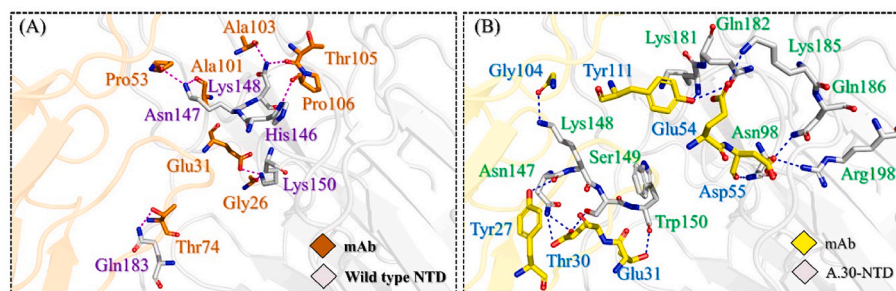 (A)
Ala103
Thr105
Pro53
Ala101
Lys148
Pro106
Asn147
His146
Glu31
Lys150
Gly26
Thr74
Gln183
mAb
Wild type NTD
(B)
Gln182
Lys181
Lys185
Gly104
Tyr111
Gln186
Glu54
Asn98
Lys148
Ser149
Asn147
Arg198
Asp55
Tyr27
Trp150
Thr30
Glu31
mAb
A.30-NTD